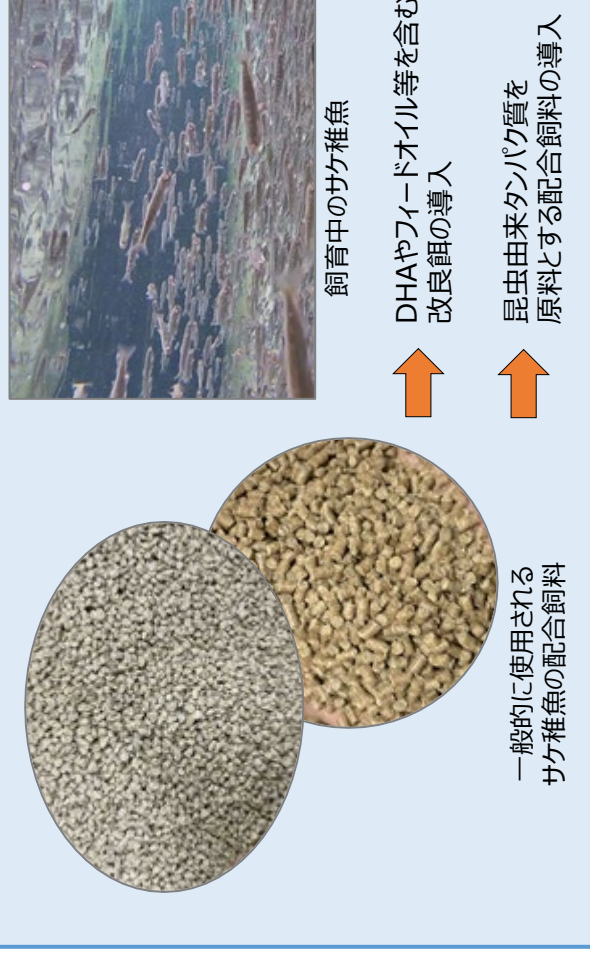 飼育中のサケ稚魚
DHAやフィードオイル等を含む
改良餌の導入
昆虫由来タンパク質を
原料とする配合飼料の導入
一般的に使用される
サケ稚魚の配合飼料